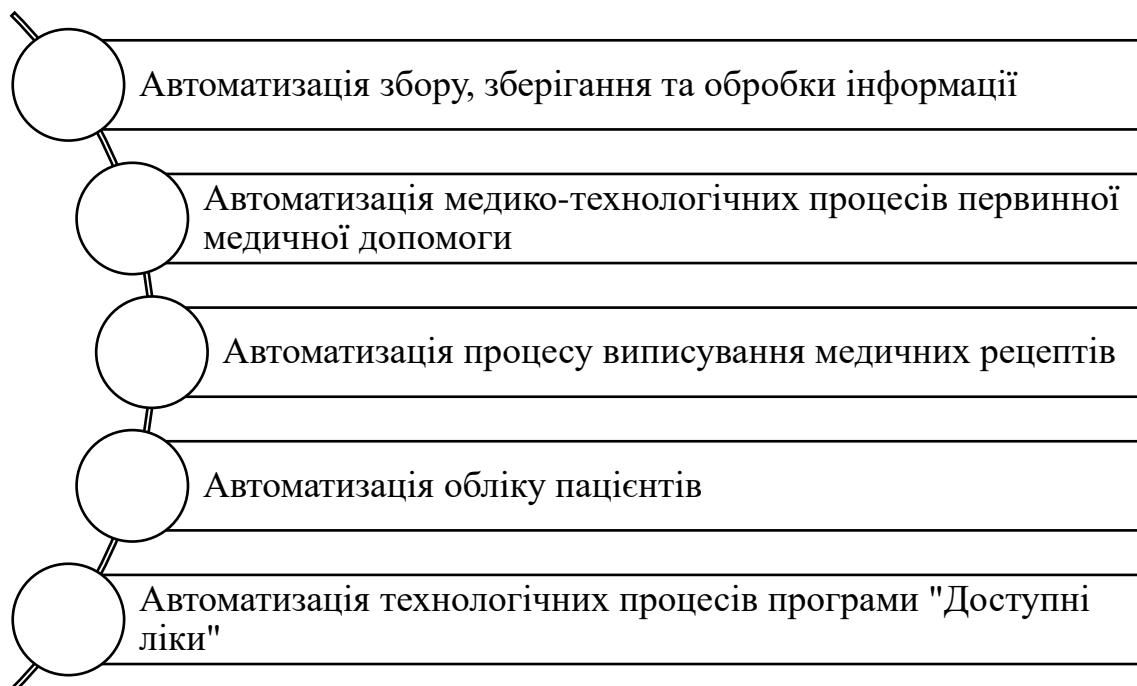 Автоматизація збору, зберігання та обробки інформації
Автоматизація медико-технологічних процесів первинної
медичної допомоги
Автоматизація процесу виписування медичних рецептів
Автоматизація обліку пацієнтів
Автоматизація технологічних процесів програми "Доступні
ліки"